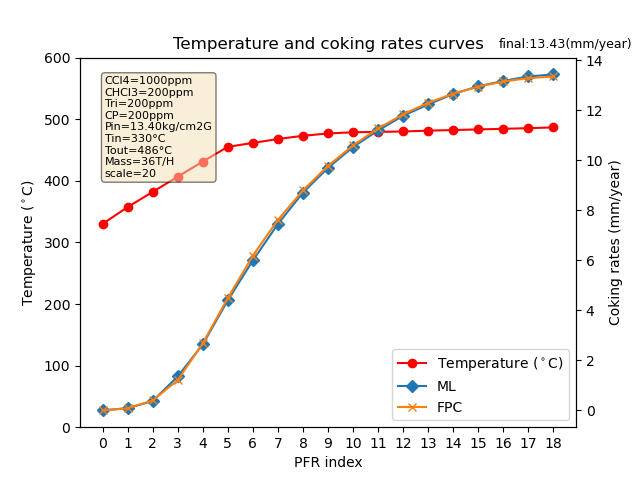 Temperature and coking rates curves
final:13.43(mm/year)
CCl4=1000ppm
CHCl3=200ppm
Tri=200ppm
CP=200ppm
Pin=13.40kg/cm2G
Tin=330°C
Tout=486°C
Mass=36T/H
scale=20
Temperature (°C)
600
500
400
300
200
100
0
14
12
10
8
6
4
2
0
Coking rates (mm/year)
Temperature (°C)
ML
FPC
0 1 2 3 4 5 6 7 8 9 10 11 12 13 14 15 16 17 18
PFR index